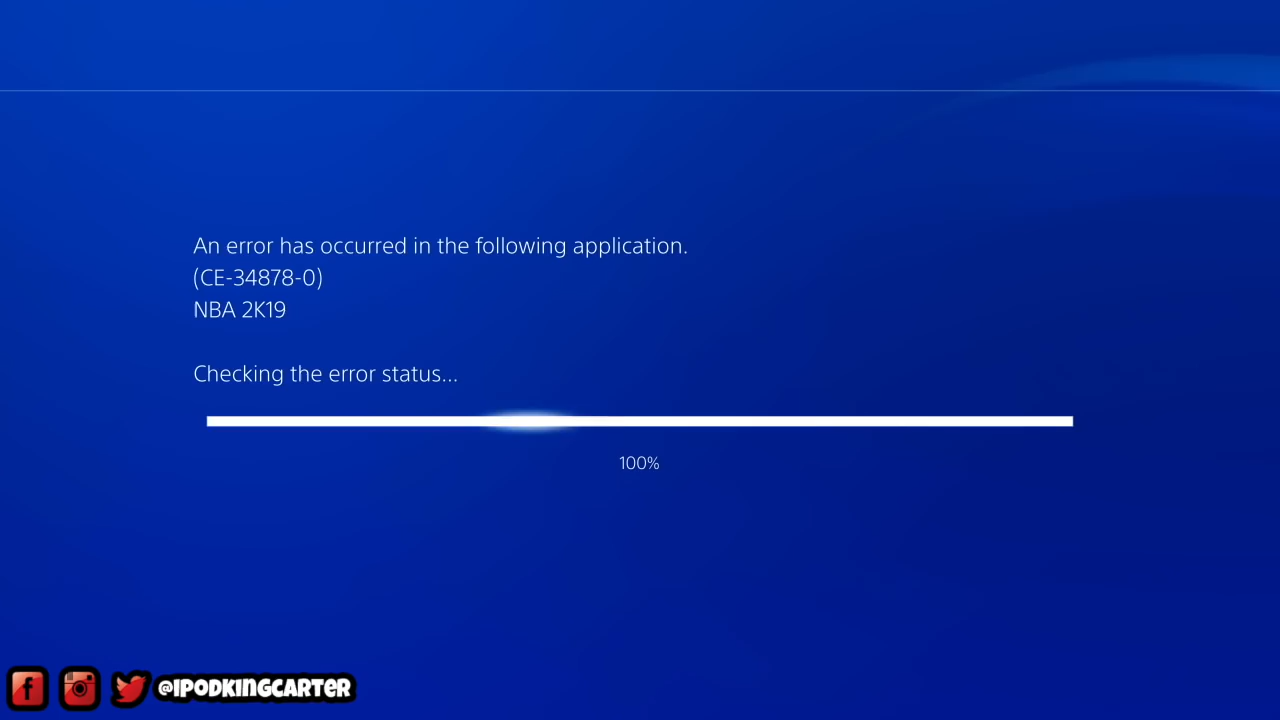 An error has occurred in the following application.
(CE-34878-0)
NBA 2K19
Checking the error status...
100%
@IPODKINGCARTER